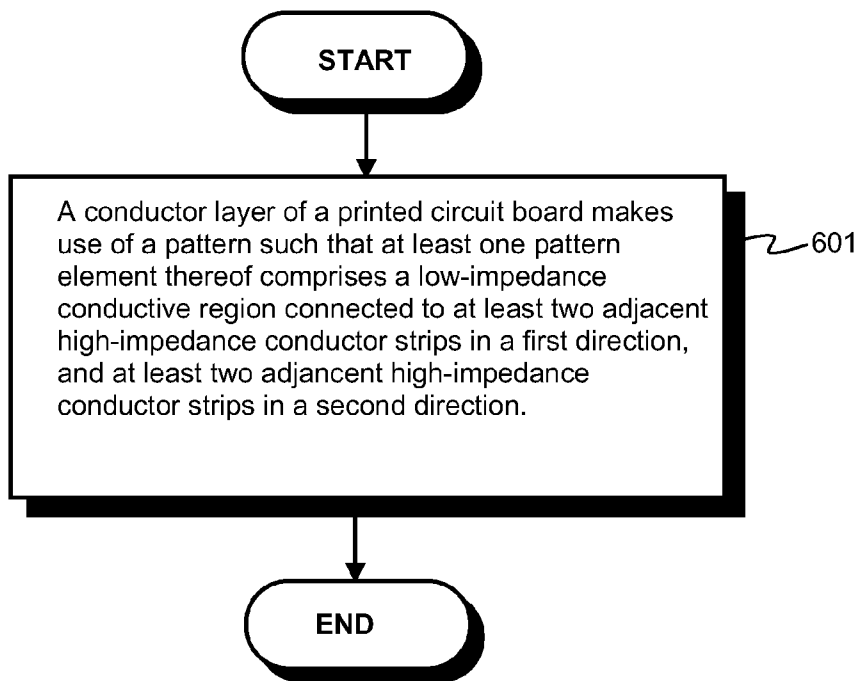 START
A conductor layer of a printed circuit board makes
use of a pattern such that at least one pattern
element thereof comprises a low-impedance
conductive region connected to at least two adjacent
high-impedance conductor strips in a first direction,
and at least two adjancent high-impedance
conductor strips in a second direction.
601
END